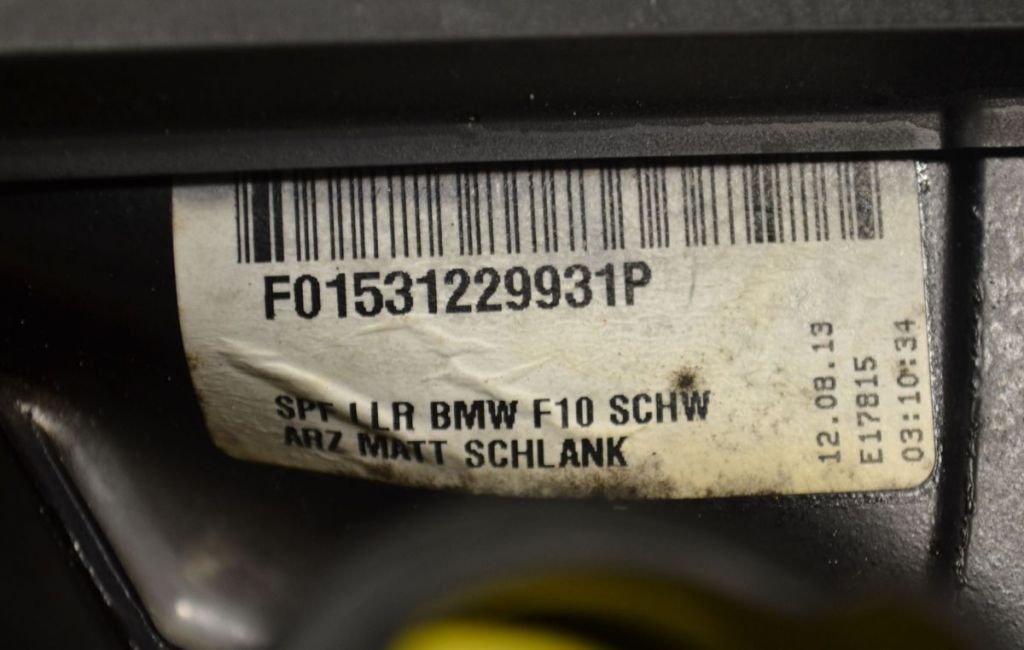 F01531229931P
SPF LLR BMW F10 SCHW
ARZ MATT SCHLANK
12.08.13
E17815
03:10:34